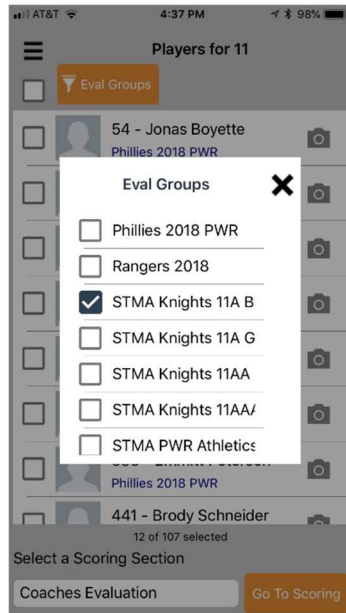 AT&T 4:37 PM 98%
Players for 11
Eval Groups
54 - Jonas Boyette
Phillies 2018 PWR
Eval Groups
Phillies 2018 PWR
Rangers 2018
STMA Knights 11A B
STMA Knights 11A G
STMA Knights 11AA
STMA Knights 11AAA
STMA PWR Athletics
Phillies 2018 PWR
441 - Brody Schneider
12 of 107 selected
Select a Scoring Section
Coaches Evaluation Go To Scoring